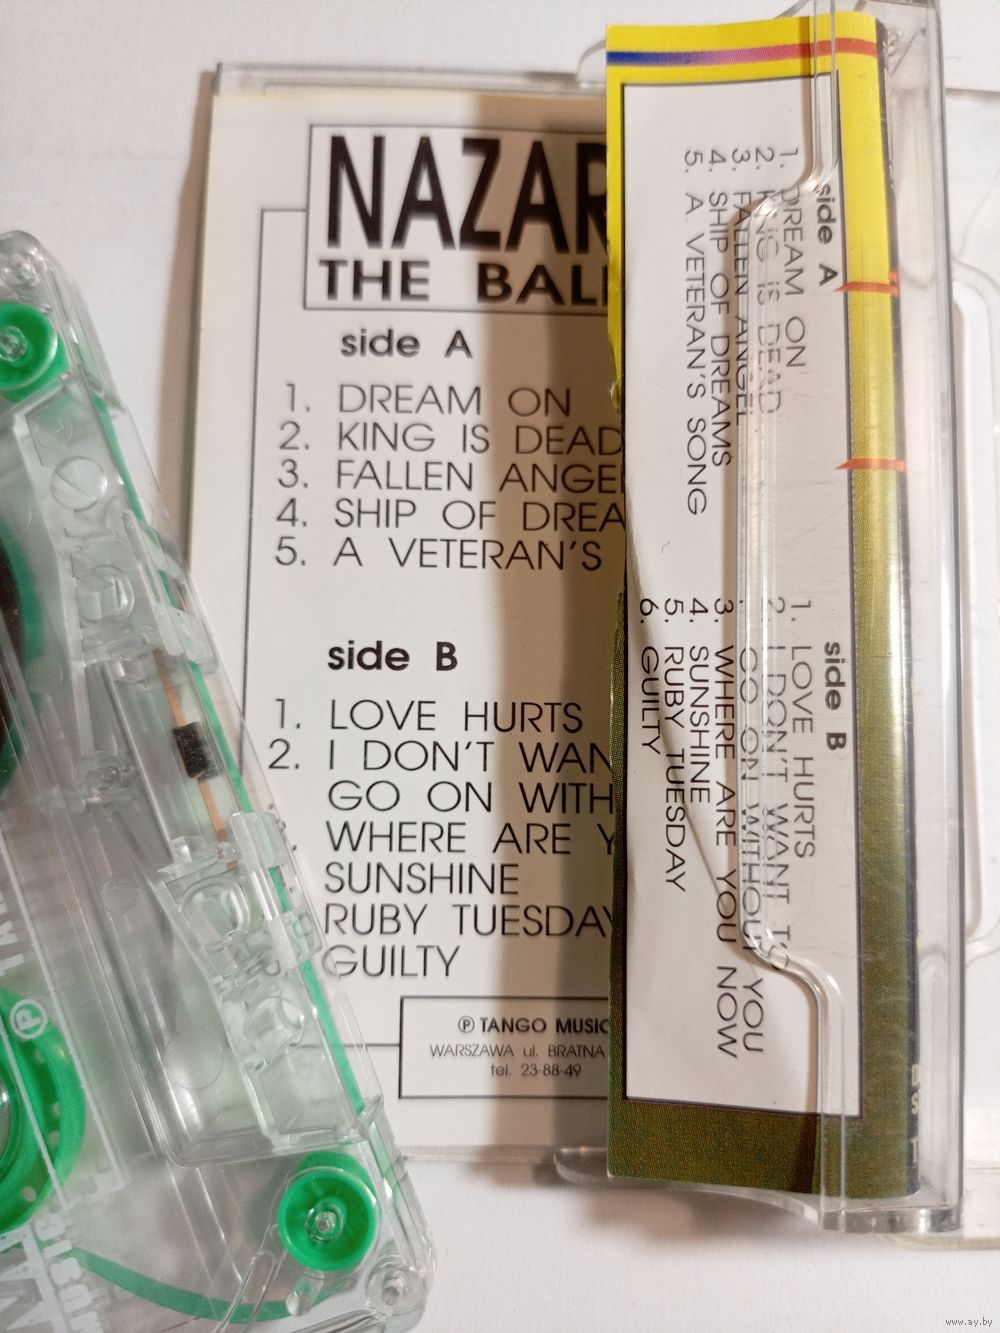 NAZAR
THE BAL
side A
1. DREAM ON
2. KING IS DEAD
3. FALLEN ANGE
4. SHIP OF DREA
5. A VETERAN'S
side B
1. LOVE HURTS
2. I DON'T WAN
GO ON WITH
WHERE ARE Y
SUNSHINE
RUBY TUESDAY
GUILTY
Ⓟ TANGO MUSIC
WARSZAWA ul. BRATNA
tel. 23-88-49
side A
1. DREAM ON
2. KING IS DEAD
3. FALLEN ANGEL
4. SHIP OF DREAMS
5. A VETERAN'S SONG
side B
1. LOVE HURTS
2. I DON'T WANT TO
GO ON WITHOUT YOU
3. WHERE ARE YOU NOW
4. SUNSHINE
5. RUBY TUESDAY
6. GUILTY
Ⓟ
MUSIC
www.ay.by